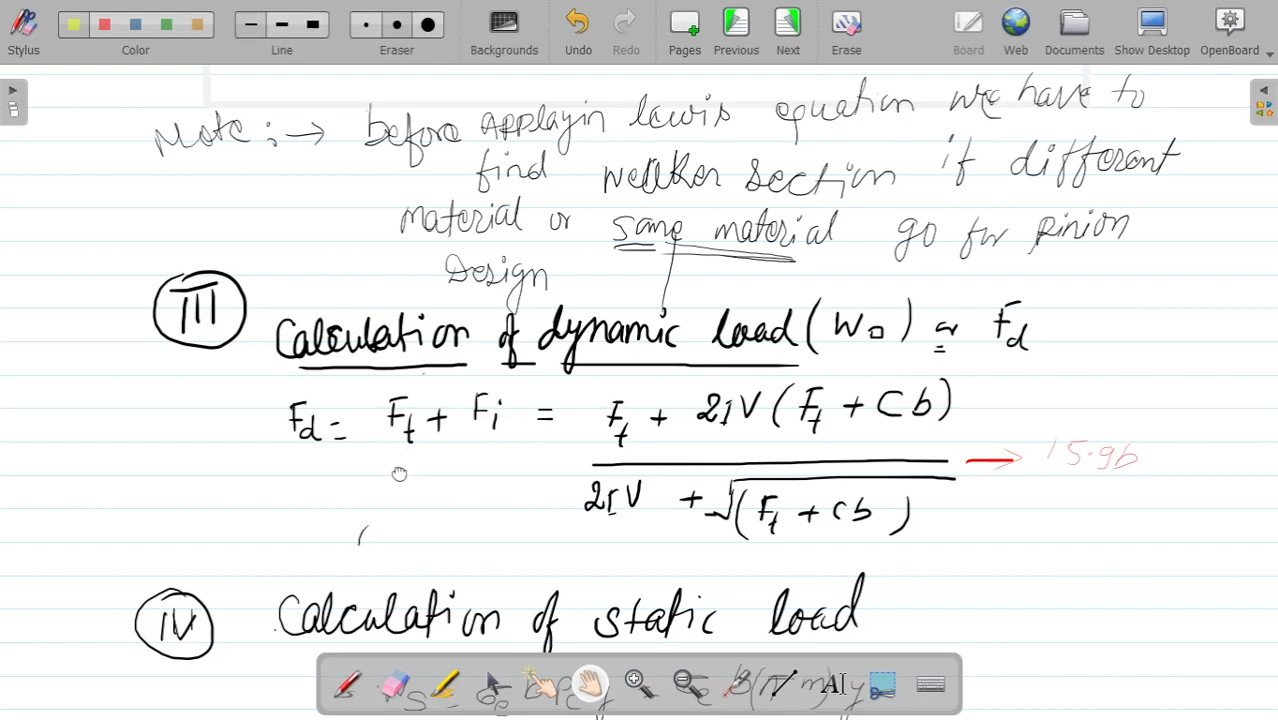 Stylus Color Line Eraser Backgrounds Undo Redo Pages Previous Next Erase Board Web Documents Show Desktop OpenBoard
Note :→ before Applayin lewis equation we have to
find weaker section if different
material or same material go for pinion
Design
III Calculation of dynamic load (WD) or Fd
Fd = Ft + Fi = Ft + 21V (Ft + Cb)
→ 15.9b
21V + √(Ft + Cb)
IV Calculation of static load